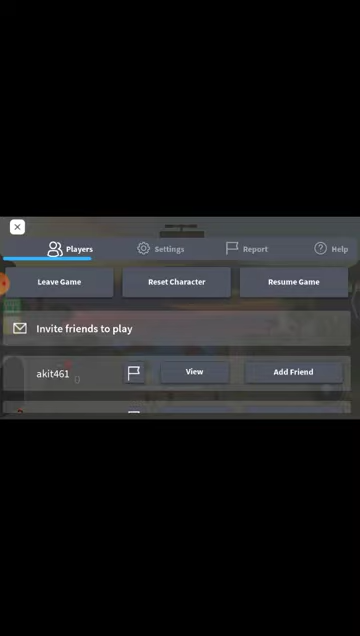 Players Settings Report Help
Leave Game Reset Character Resume Game
Invite friends to play
akit461 View Add Friend